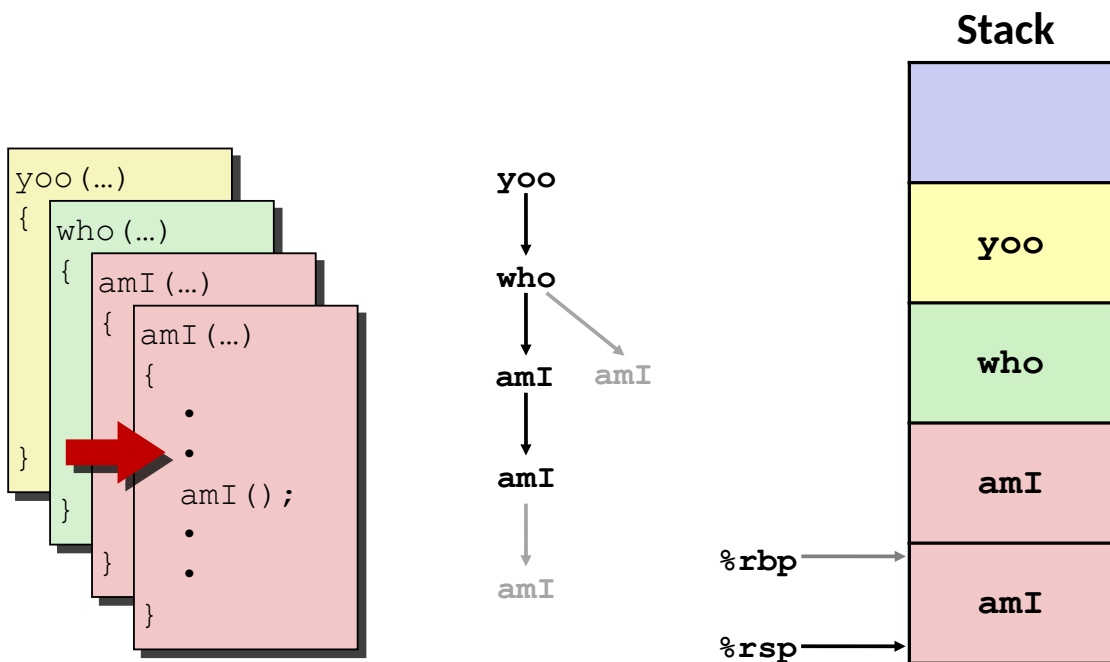 Stack
yoo(…)
{
}
who(…)
{
}
amI(…)
{
}
amI(…)
{
•
•
amI();
•
•
}
yoo
who
amI
amI
amI
amI
yoo
who
amI
amI
%rbp
%rsp